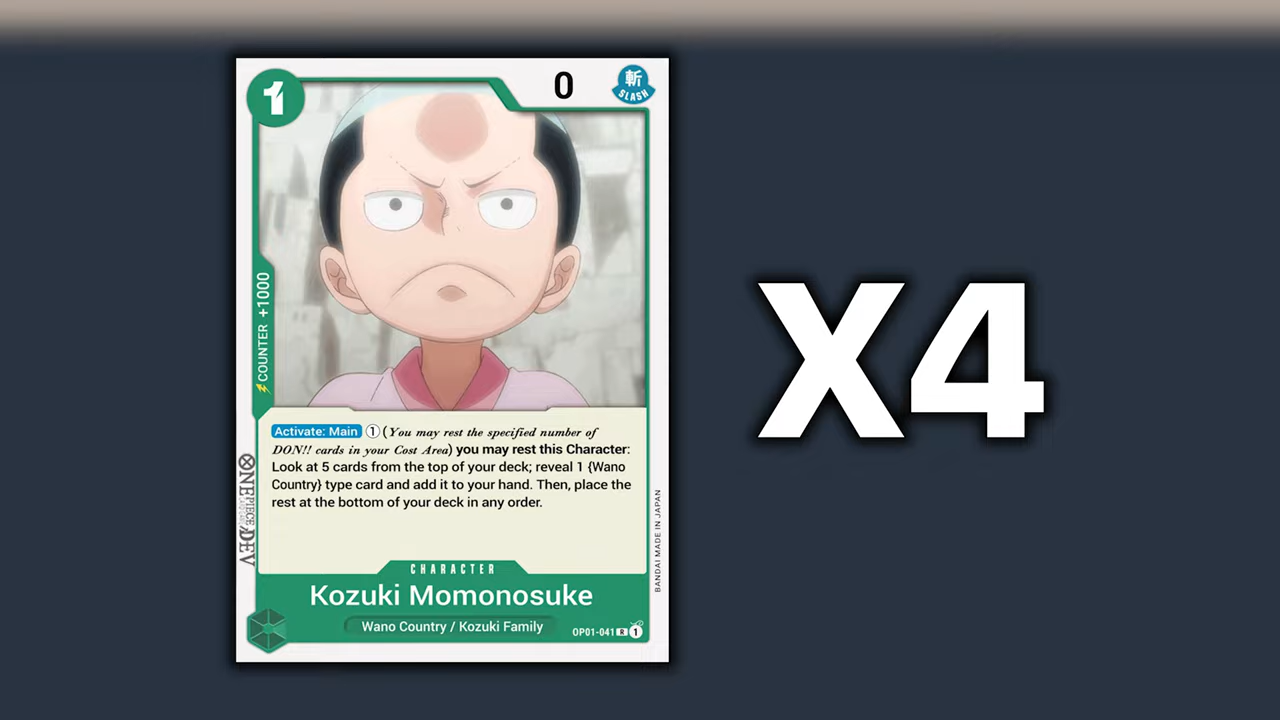 1
0
斬
SLASH
COUNTER +1000
Activate: Main ① (You may rest the specified number of
DON!! cards in your Cost Area) you may rest this Character:
Look at 5 cards from the top of your deck; reveal 1 {Wano
Country} type card and add it to your hand. Then, place the
rest at the bottom of your deck in any order.
CHARACTER
Kozuki Momonosuke
Wano Country / Kozuki Family
OP01-041 R 1
BANDAI MADE IN JAPAN
X4